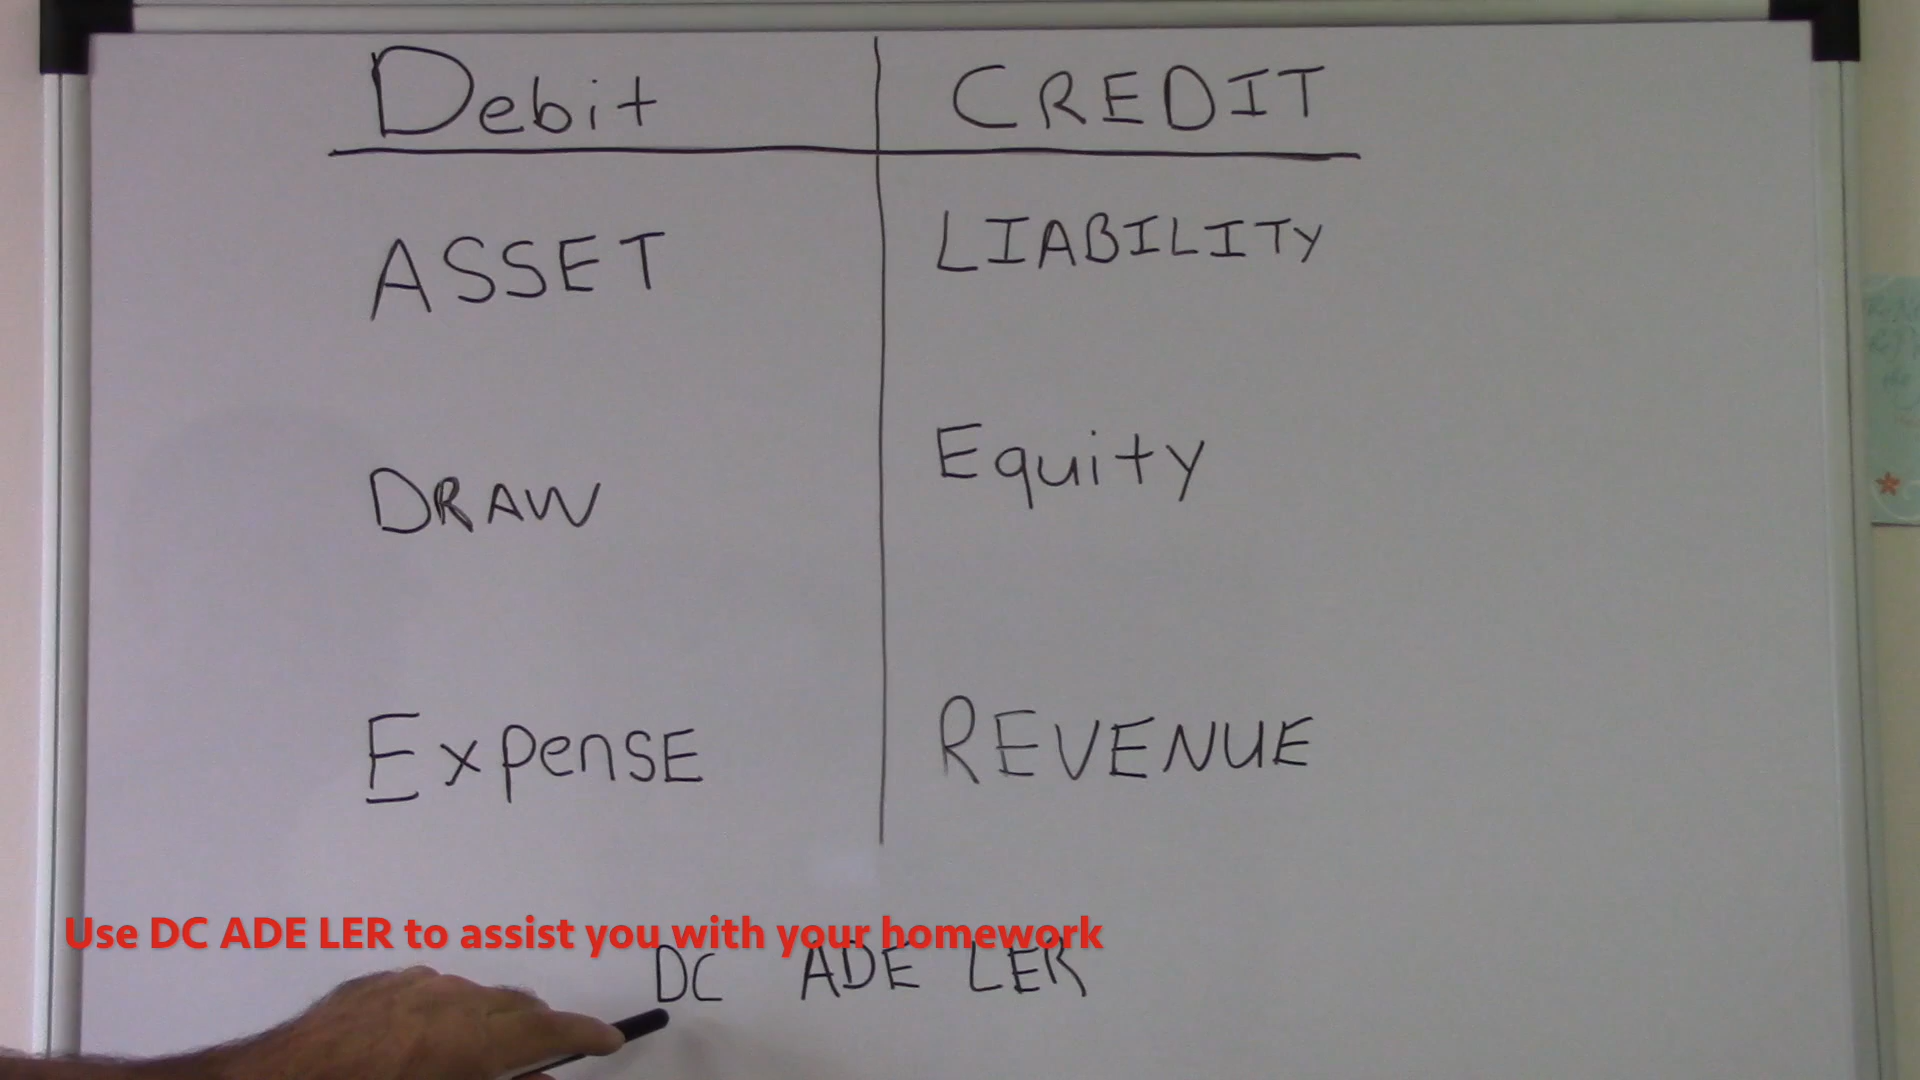 Debit CREDIT
ASSET LIABILITY
DRAW Equity
ExpenSE REVENUE
Use DC ADE LER to assist you with your homework
DC ADE LER